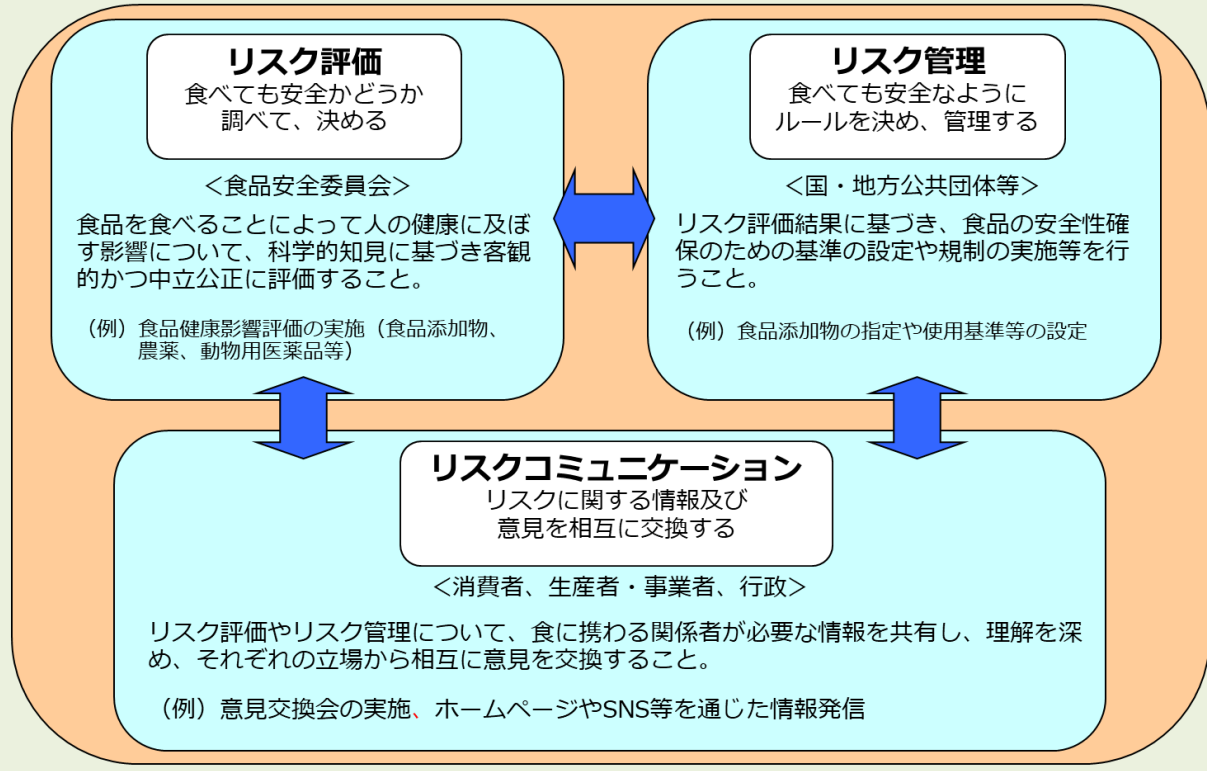 リスク評価
食べても安全かどうか
調べて、決める
＜食品安全委員会＞
食品を食べることによって人の健康に及ぼ
す影響について、科学的知見に基づき客観
的かつ中立公正に評価すること。
（例）食品健康影響評価の実施（食品添加物、
農薬、動物用医薬品等）
リスク管理
食べても安全なように
ルールを決め、管理する
＜国・地方公共団体等＞
リスク評価結果に基づき、食品の安全性確
保のための基準の設定や規制の実施等を行
うこと。
（例）食品添加物の指定や使用基準等の設定
リスクコミュニケーション
リスクに関する情報及び
意見を相互に交換する
＜消費者、生産者・事業者、行政＞
リスク評価やリスク管理について、食に携わる関係者が必要な情報を共有し、理解を深
め、それぞれの立場から相互に意見を交換すること。
（例）意見交換会の実施、ホームページやSNS等を通じた情報発信